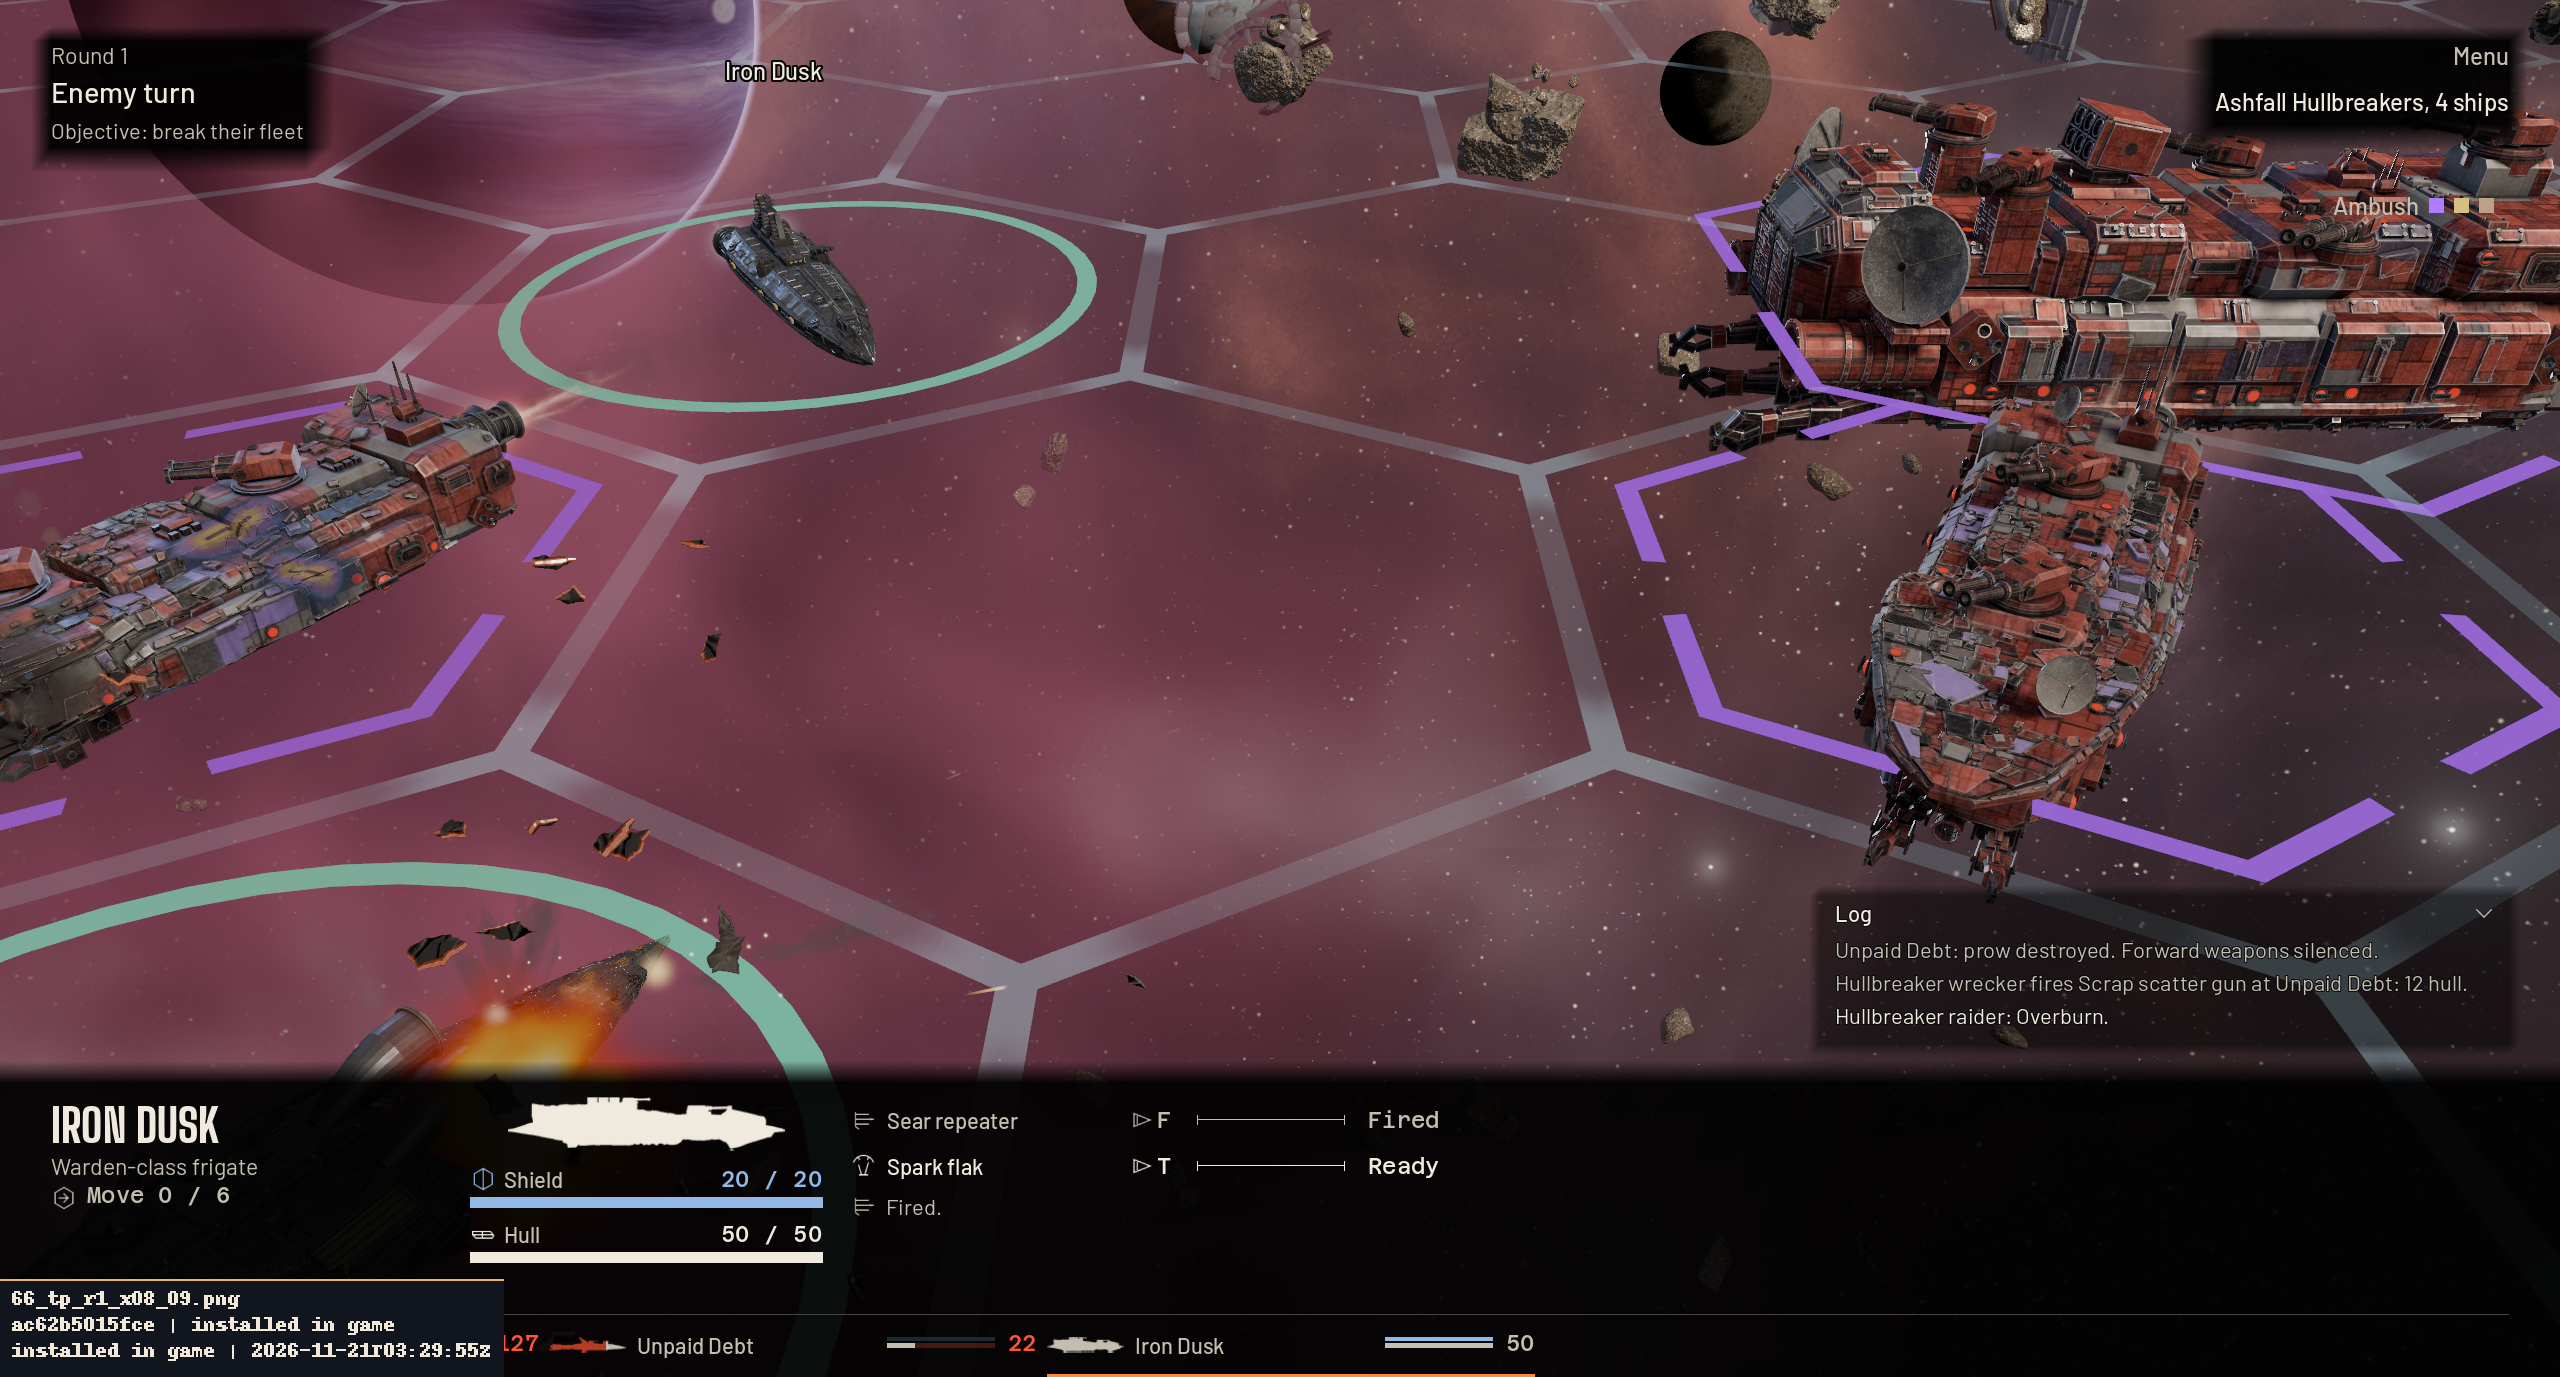 Round 1
Enemy turn
Objective: break their fleet
Iron Dusk
Menu
Ashfall Hullbreakers, 4 ships
Ambush
Log
Unpaid Debt: prow destroyed. Forward weapons silenced.
Hullbreaker wrecker fires Scrap scatter gun at Unpaid Debt: 12 hull.
Hullbreaker raider: Overburn.
IRON DUSK
Warden-class frigate
Move 0 / 6
Shield 20 / 20
Hull 50 / 50
Sear repeater F Fired
Spark flak T Ready
Fired.
66_tp_r1_x08_09.png
ac62b5015fce | installed in game
installed in game | 2026-11-21T03:29:55Z
127 Unpaid Debt 22 Iron Dusk 50